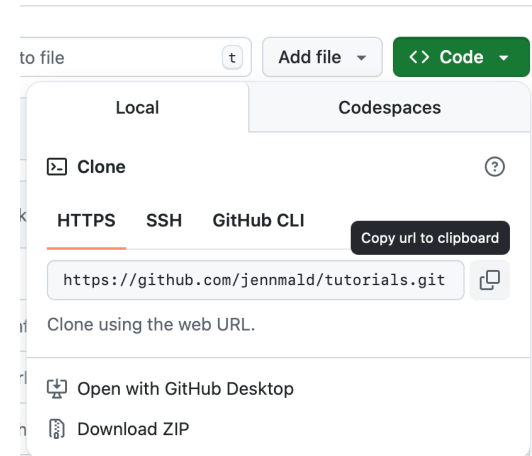 to file t Add file <> Code
Local Codespaces
Clone
HTTPS SSH GitHub CLI
Copy url to clipboard
https://github.com/jennmald/tutorials.git
Clone using the web URL.
Open with GitHub Desktop
Download ZIP